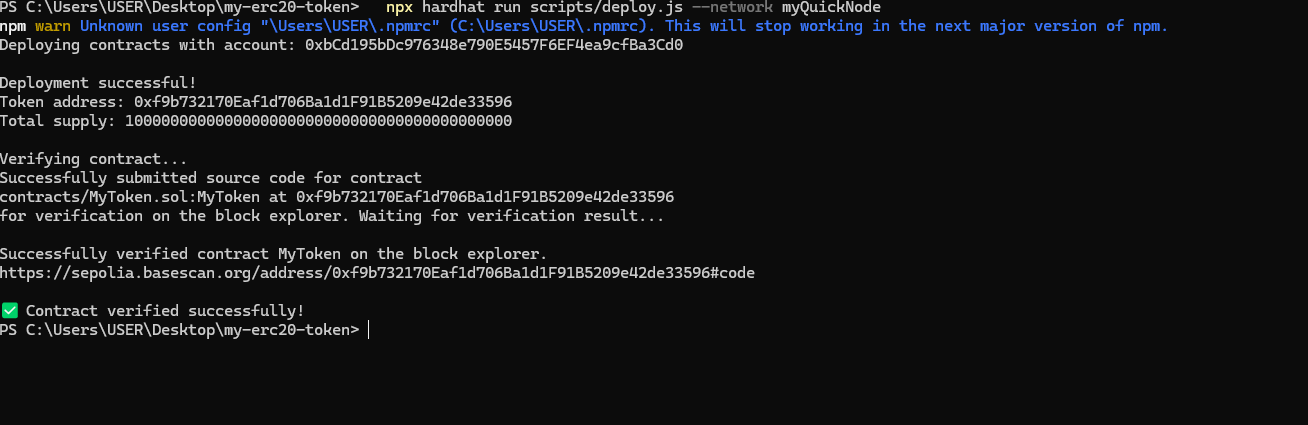 PS C:\Users\USER\Desktop\my-erc20-token>   npx hardhat run scripts/deploy.js --network myQuickNode
npm warn Unknown user config "\Users\USER\.npmrc" (C:\Users\USER\.npmrc). This will stop working in the next major version of npm.
Deploying contracts with account: 0xbCd195bDc976348e790E5457F6EF4ea9cfBa3Cd0
Deployment successful!
Token address: 0xf9b732170Eaf1d706Ba1d1F91B5209e42de33596
Total supply: 1000000000000000000000000000000000000000000
Verifying contract...
Successfully submitted source code for contract
contracts/MyToken.sol:MyToken at 0xf9b732170Eaf1d706Ba1d1F91B5209e42de33596
for verification on the block explorer. Waiting for verification result...
Successfully verified contract MyToken on the block explorer.
https://sepolia.basescan.org/address/0xf9b732170Eaf1d706Ba1d1F91B5209e42de33596#code
✅ Contract verified successfully!
PS C:\Users\USER\Desktop\my-erc20-token>